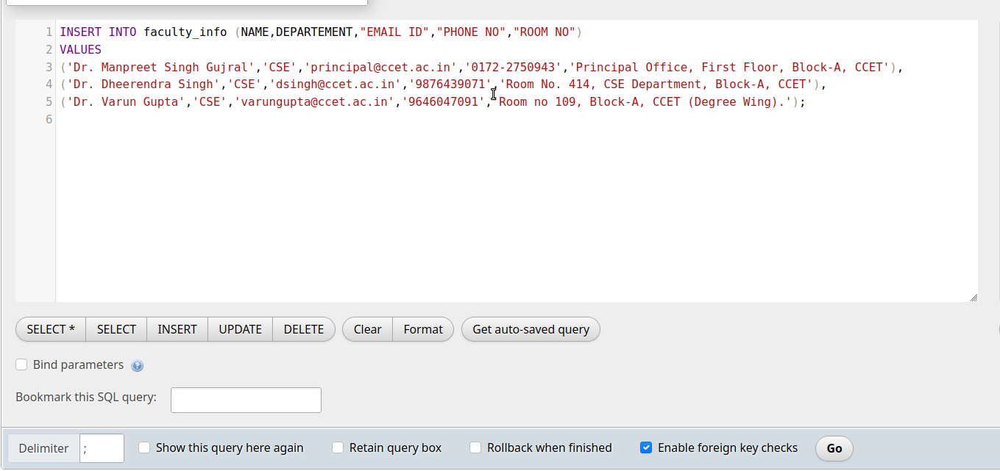 1 INSERT INTO faculty_info (NAME,DEPARTEMENT,"EMAIL ID","PHONE NO","ROOM NO")
2 VALUES
3 ('Dr. Manpreet Singh Gujral','CSE','principal@ccet.ac.in','0172-2750943','Principal Office, First Floor, Block-A, CCET'),
4 ('Dr. Dheerendra Singh','CSE','dsingh@ccet.ac.in','9876439071','Room No. 414, CSE Department, Block-A, CCET'),
5 ('Dr. Varun Gupta','CSE','varungupta@ccet.ac.in','9646047091','Room no 109, Block-A, CCET (Degree Wing).');
6
SELECT * SELECT INSERT UPDATE DELETE Clear Format Get auto-saved query
Bind parameters
Bookmark this SQL query:
Delimiter ; Show this query here again Retain query box Rollback when finished Enable foreign key checks Go